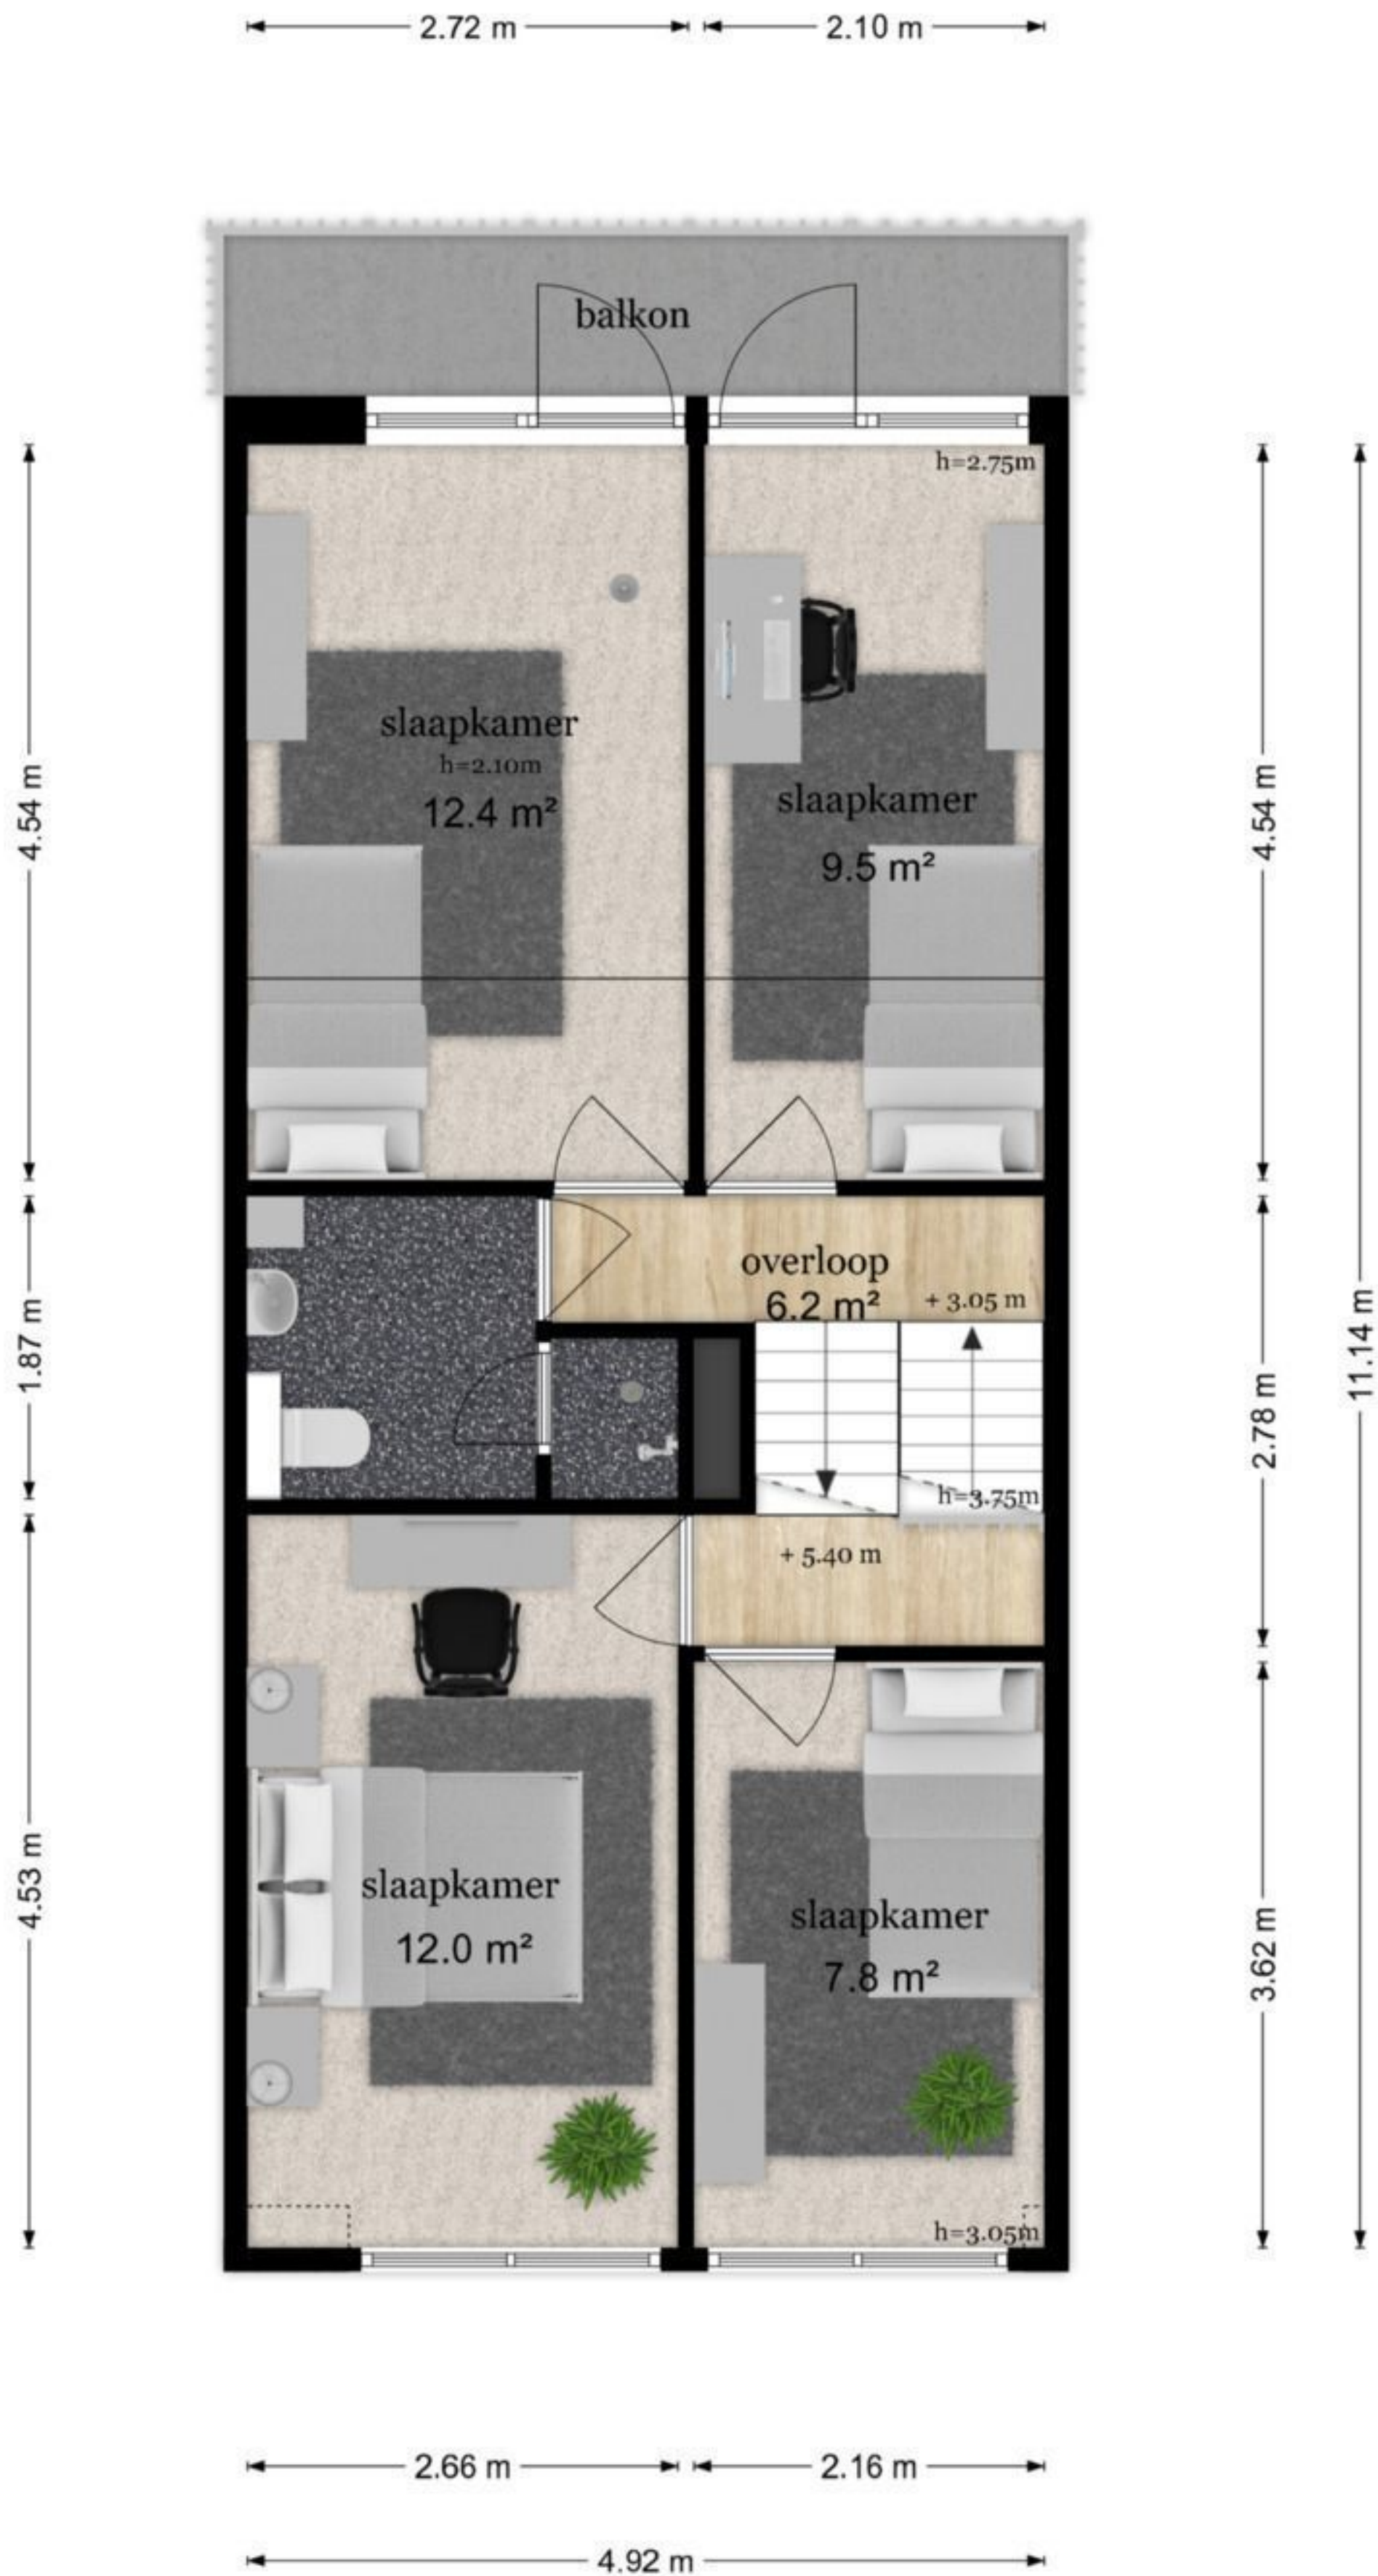 2.72 m
2.10 m
balkon
h=2.75m
slaapkamer
h=2.10m
12.4 m²
slaapkamer
9.5 m²
4.54 m
4.54 m
overloop
6.2 m²
+ 3.05 m
1.87 m
11.14 m
2.78 m
h=3.75m
+ 5.40 m
slaapkamer
12.0 m²
slaapkamer
7.8 m²
4.53 m
3.62 m
h=3.05m
2.66 m
2.16 m
4.92 m